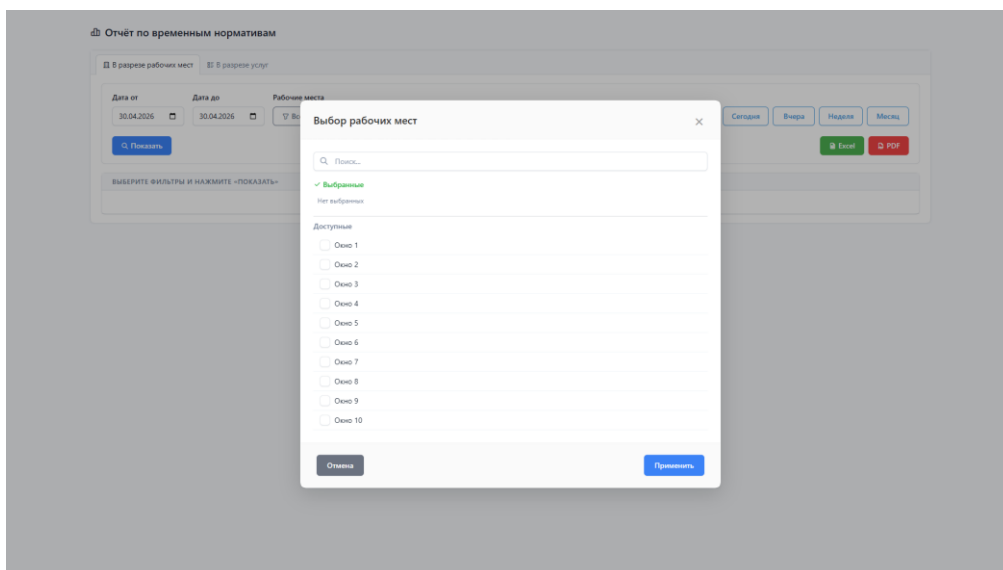 Отчёт по временным нормативам
В разрезе рабочих мест В разрезе услуг
Дата от Дата до Рабочие места
30.04.2026 30.04.2026 Сегодня Вчера Неделя Месяц
Показать Excel PDF
ВЫБЕРИТЕ ФИЛЬТРЫ И НАЖМИТЕ «ПОКАЗАТЬ»
Выбор рабочих мест
Поиск...
Выбранные
Нет выбранных
Доступные
Окно 1
Окно 2
Окно 3
Окно 4
Окно 5
Окно 6
Окно 7
Окно 8
Окно 9
Окно 10
Отмена Применить